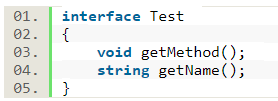 01. interface Test
02. {
03.     void getMethod();
04.     string getName();
05. }